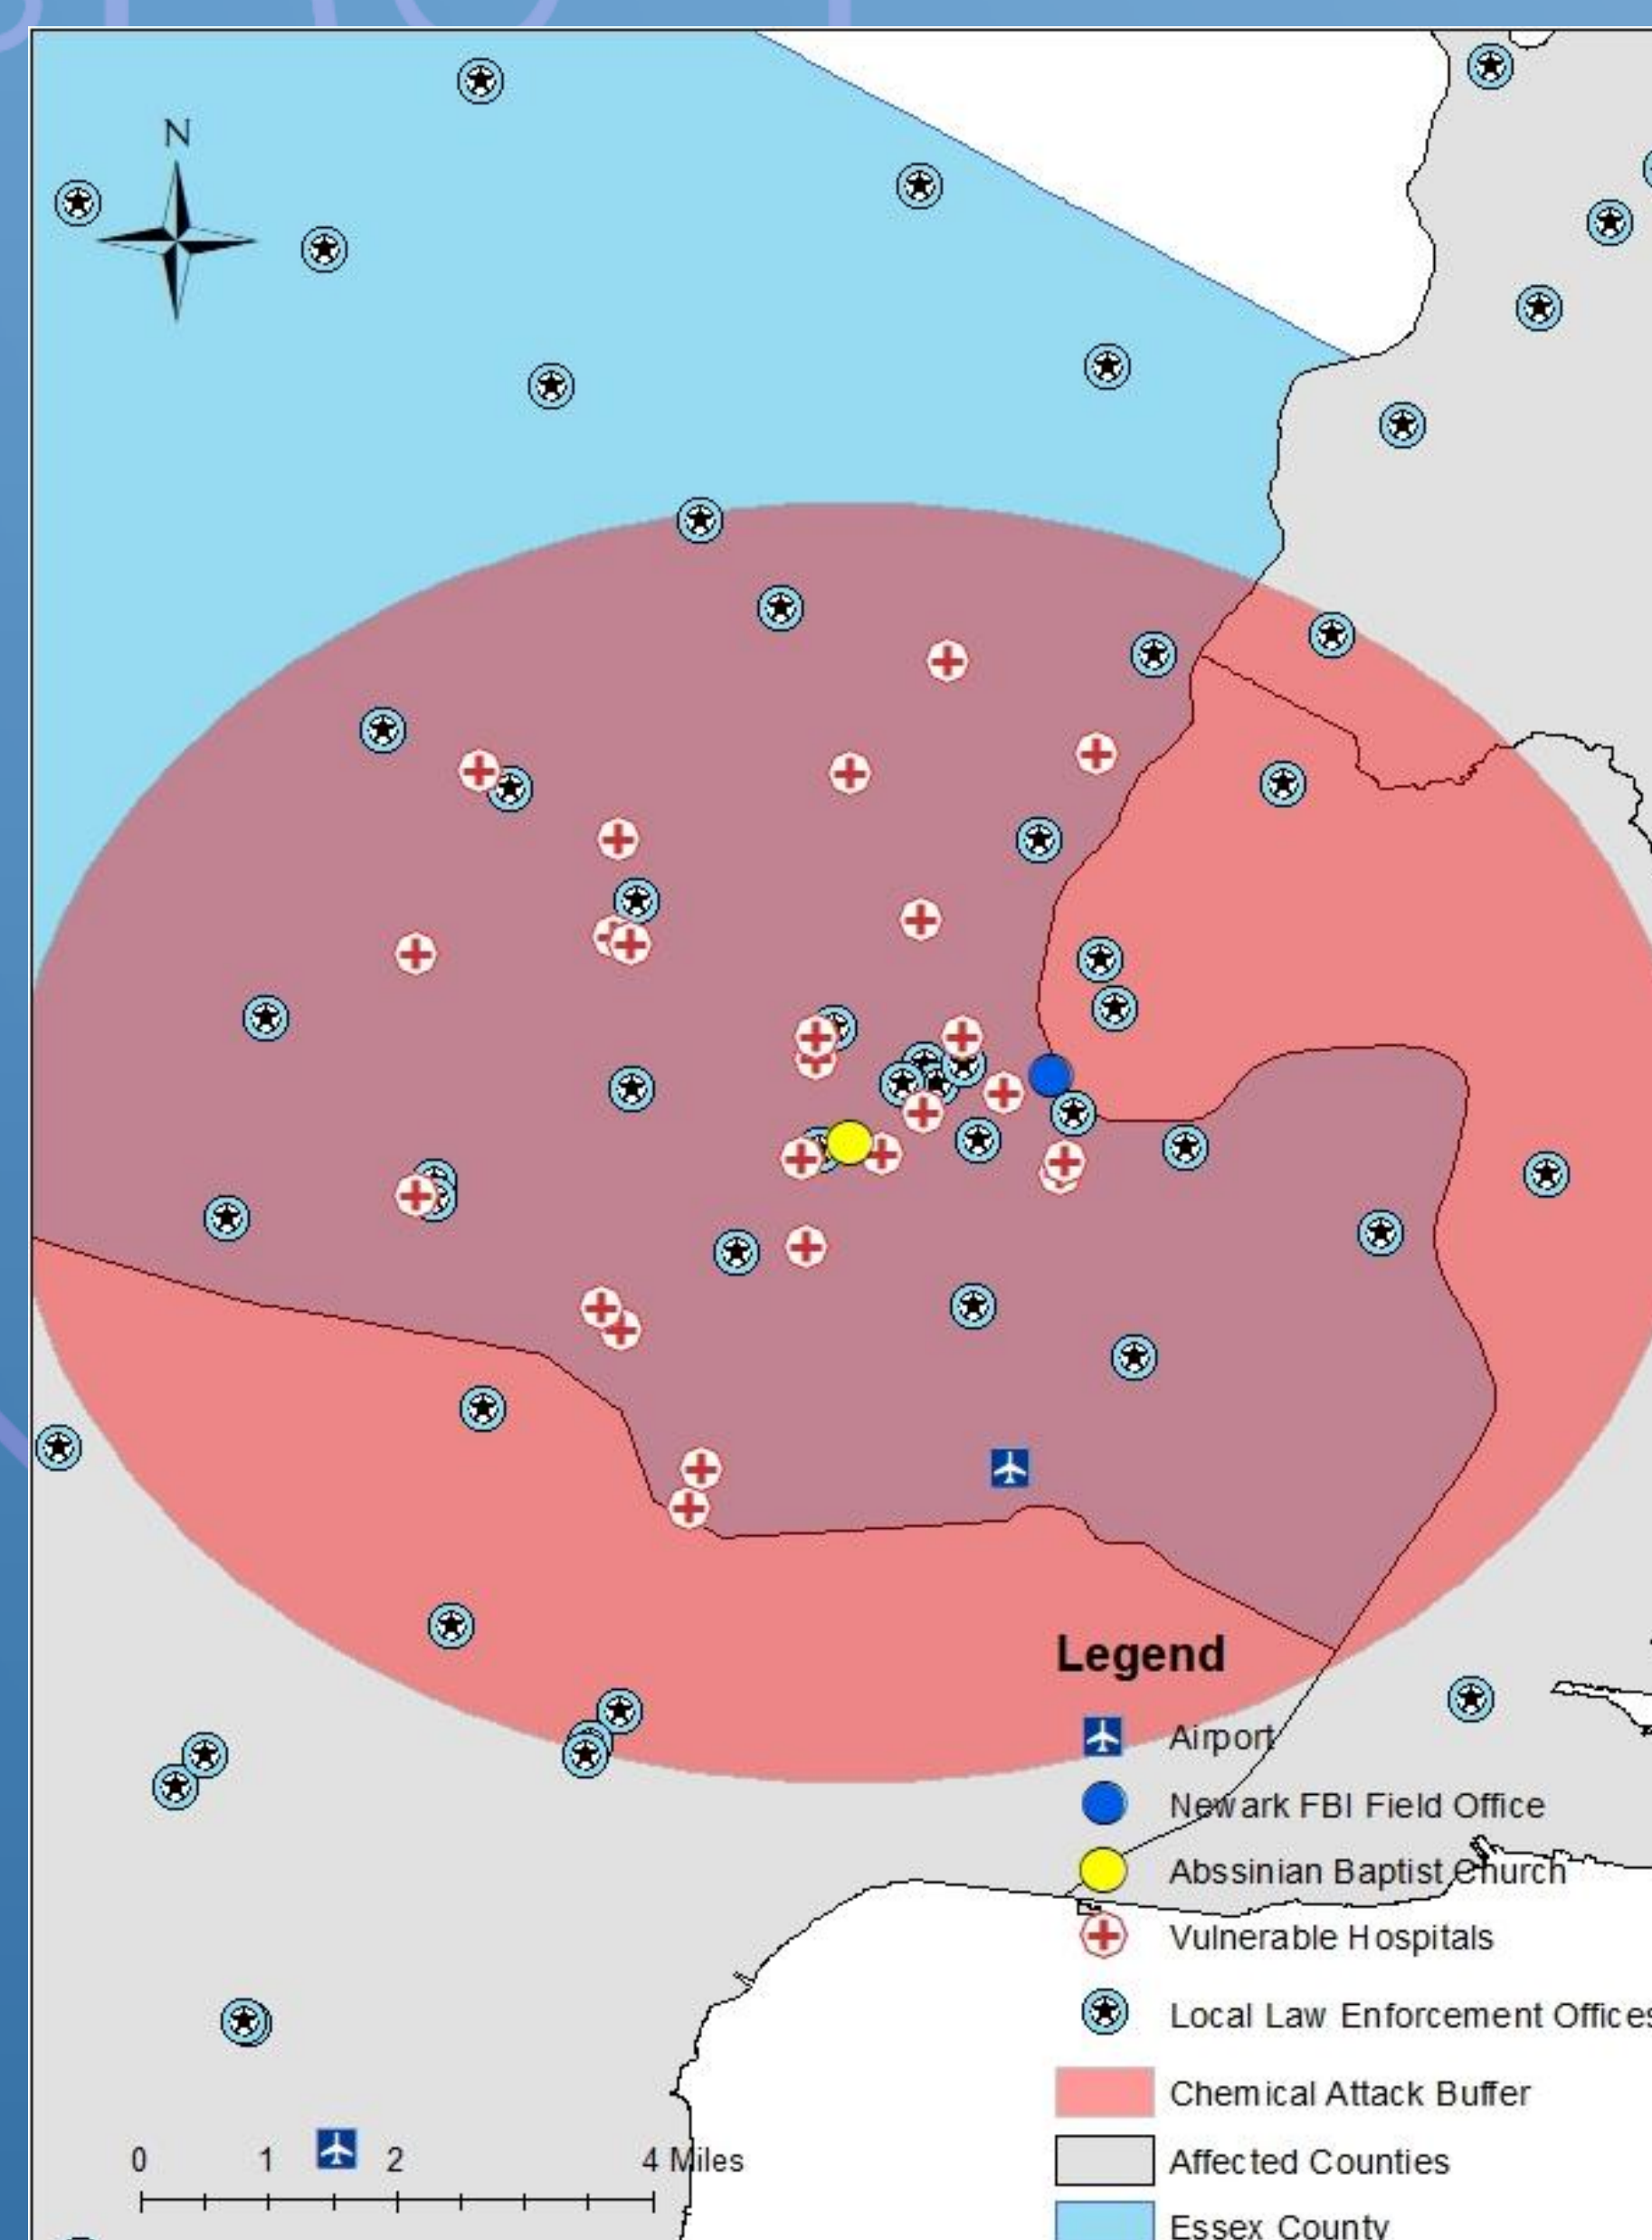 N
Legend
Airport
Newark FBI Field Office
Abssinian Baptist Church
Vulnerable Hospitals
Local Law Enforcement Offices
Chemical Attack Buffer
Affected Counties
Essex County
0 1 2 4 Miles